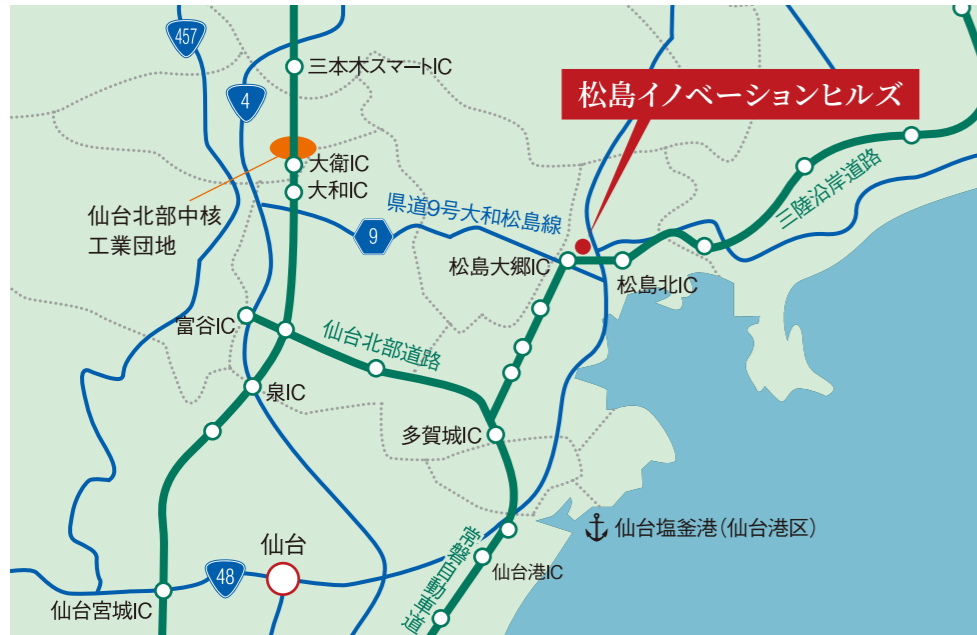 457
4
三本木スマートIC
松島イノベーションヒルズ
大衡IC
大和IC
仙台北部中核
工業団地
県道9号大和松島線
9
三陸沿岸道路
松島大郷IC
松島北IC
富谷IC
仙台北部道路
泉IC
多賀城IC
仙台塩釜港（仙台港区）
仙台
常磐自動車道
仙台港IC
48
仙台宮城IC